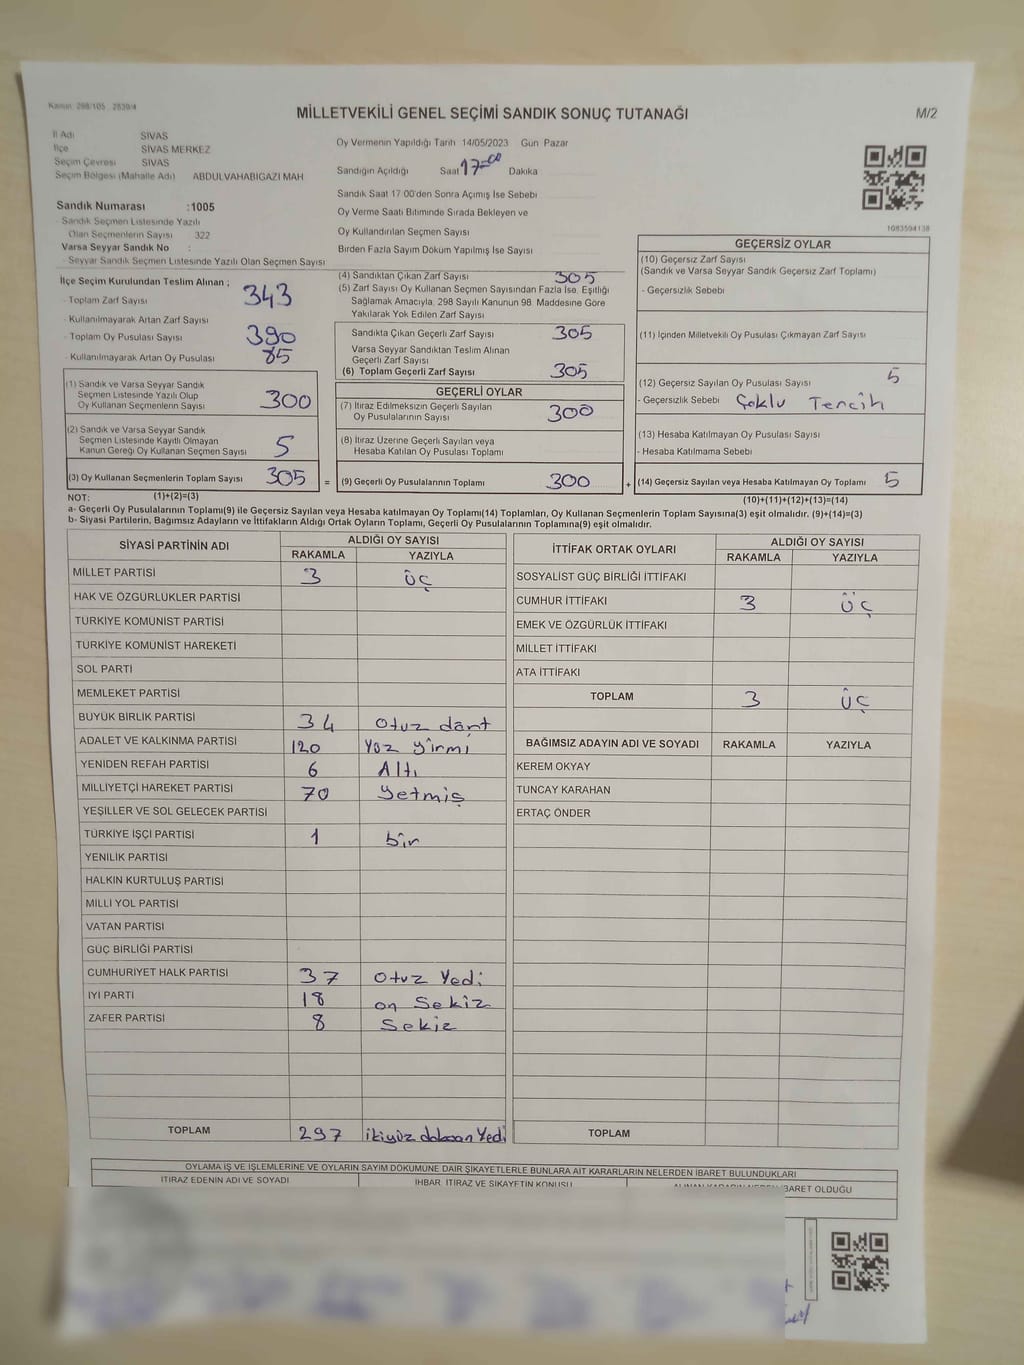 Kanun: 298/105 , 2839/4
MİLLETVEKİLİ GENEL SEÇİMİ SANDIK SONUÇ TUTANAĞI
M/2
İl Adı SİVAS
İlçe SİVAS MERKEZ
Seçim Çevresi SİVAS
Seçim Bölgesi (Mahalle Adı) ABDULVAHABİGAZİ MAH
Oy Vermenin Yapıldığı Tarih 14/05/2023 Gün Pazar
Sandığın Açıldığı Saat 17-00 Dakika
Sandık Saat 17 00'den Sonra Açımış İse Sebebi
Oy Verme Saati Bitiminde Sırada Bekleyen ve
Oy Kullandırılan Seçmen Sayısı
Birden Fazla Sayım Döküm Yapılmış İse Sayısı
1083594138
Sandık Numarası :1005
- Sandık Seçmen Listesinde Yazılı
Olan Seçmenlerin Sayısı : 322
Varsa Seyyar Sandık No :
- Seyyar Sandık Seçmen Listesinde Yazılı Olan Seçmen Sayısı
İlçe Seçim Kurulundan Teslim Alınan ;
- Toplam Zarf Sayısı 343
- Kullanılmayarak Artan Zarf Sayısı
- Toplam Oy Pusulası Sayısı 390
- Kullanılmayarak Artan Oy Pusulası 85
(1) Sandık ve Varsa Seyyar Sandık
Seçmen Listesinde Yazılı Olup
Oy Kullanan Seçmenlerin Sayısı 300
(2) Sandık ve Varsa Seyyar Sandık
Seçmen Listesinde Kayıtlı Olmayan
Kanun Gereği Oy Kullanan Seçmen Sayısı 5
(3) Oy Kullanan Seçmenlerin Toplam Sayısı 305 =
(4) Sandıktan Çıkan Zarf Sayısı 305
(5) Zarf Sayısı Oy Kullanan Seçmen Sayısından Fazla İse, Eşitliği
Sağlamak Amacıyla, 298 Sayılı Kanunun 98. Maddesine Göre
Yakılarak Yok Edilen Zarf Sayısı
Sandıkta Çıkan Geçerli Zarf Sayısı 305
Varsa Seyyar Sandıktan Teslim Alınan
Geçerli Zarf Sayısı
(6) Toplam Geçerli Zarf Sayısı 305
GEÇERLİ OYLAR
(7) İtiraz Edilmeksizin Geçerli Sayılan
Oy Pusulalarının Sayısı 300
(8) İtiraz Üzerine Geçerli Sayılan veya
Hesaba Katılan Oy Pusulası Toplamı
(9) Geçerli Oy Pusulalarının Toplamı 300 +
GEÇERSİZ OYLAR
(10) Geçersiz Zarf Sayısı
(Sandık ve Varsa Seyyar Sandık Geçersiz Zarf Toplamı)
- Geçersizlik Sebebi
(11) İçinden Milletvekili Oy Pusulası Çıkmayan Zarf Sayısı
(12) Geçersiz Sayılan Oy Pusulası Sayısı 5
- Geçersizlik Sebebi Çoklu Tercih
(13) Hesaba Katılmayan Oy Pusulası Sayısı
- Hesaba Katılmama Sebebi
(14) Geçersiz Sayılan veya Hesaba Katılmayan Oy Toplamı 5
NOT: (1)+(2)=(3) (10)+(11)+(12)+(13)=(14)
a- Geçerli Oy Pusulalarının Toplamı(9) ile Geçersiz Sayılan veya Hesaba katılmayan Oy Toplamı(14) Toplamları, Oy Kullanan Seçmenlerin Toplam Sayısına(3) eşit olmalıdır. (9)+(14)=(3)
b- Siyasi Partilerin, Bağımsız Adayların ve İttifakların Aldığı Ortak Oyların Toplamı, Geçerli Oy Pusulalarının Toplamına(9) eşit olmalıdır.
SİYASİ PARTİNİN ADI ALDIĞI OY SAYISI
RAKAMLA YAZIYLA
MİLLET PARTİSİ 3 üç
HAK VE ÖZGÜRLÜKLER PARTİSİ
TÜRKİYE KOMÜNİST PARTİSİ
TÜRKİYE KOMÜNİST HAREKETİ
SOL PARTİ
MEMLEKET PARTİSİ
BÜYÜK BİRLİK PARTİSİ 34 Otuz dört
ADALET VE KALKINMA PARTİSİ 120 Yüz yirmi
YENİDEN REFAH PARTİSİ 6 Altı
MİLLİYETÇİ HAREKET PARTİSİ 70 Yetmiş
YEŞİLLER VE SOL GELECEK PARTİSİ
TÜRKİYE İŞÇİ PARTİSİ 1 bir
YENİLİK PARTİSİ
HALKIN KURTULUŞ PARTİSİ
MİLLİ YOL PARTİSİ
VATAN PARTİSİ
GÜÇ BİRLİĞİ PARTİSİ
CUMHURİYET HALK PARTİSİ 37 Otuz Yedi
İYİ PARTİ 18 on Sekiz
ZAFER PARTİSİ 8 Sekiz
TOPLAM 297 ikiyüz doksan Yedi
İTTİFAK ORTAK OYLARI ALDIĞI OY SAYISI
RAKAMLA YAZIYLA
SOSYALİST GÜÇ BİRLİĞİ İTTİFAKI
CUMHUR İTTİFAKI 3 üç
EMEK VE ÖZGÜRLÜK İTTİFAKI
MİLLET İTTİFAKI
ATA İTTİFAKI
TOPLAM 3 üç
BAĞIMSIZ ADAYIN ADI VE SOYADI RAKAMLA YAZIYLA
KEREM OKYAY
TUNCAY KARAHAN
ERTAÇ ÖNDER
TOPLAM
OYLAMA İŞ VE İŞLEMLERİNE VE OYLARIN SAYIM DÖKÜMÜNE DAİR ŞİKAYETLERLE BUNLARA AİT KARARLARIN NELERDEN İBARET BULUNDUKLARI
İTİRAZ EDENİN ADI VE SOYADI
İHBAR, İTİRAZ VE ŞİKAYETİN KONUSU
OLDUĞU